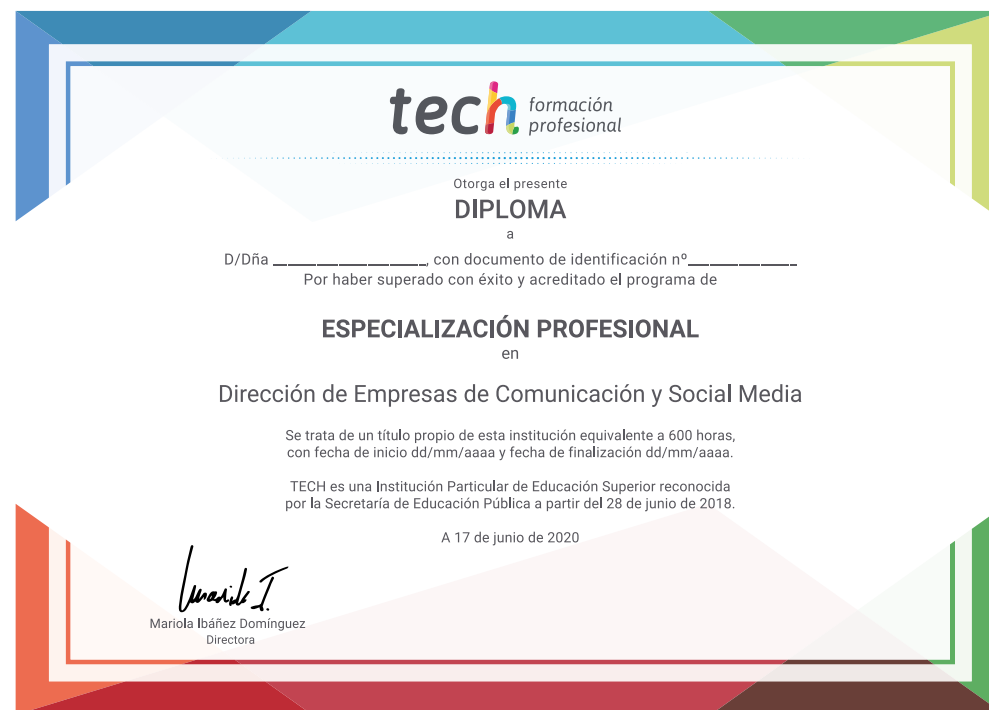 tech formación
profesional
Otorga el presente
DIPLOMA
a
D/Dña ____________________, con documento de identificación nº______________
Por haber superado con éxito y acreditado el programa de
ESPECIALIZACIÓN PROFESIONAL
en
Dirección de Empresas de Comunicación y Social Media
Se trata de un título propio de esta institución equivalente a 600 horas,
con fecha de inicio dd/mm/aaaa y fecha de finalización dd/mm/aaaa.
TECH es una Institución Particular de Educación Superior reconocida
por la Secretaría de Educación Pública a partir del 28 de junio de 2018.
A 17 de junio de 2020
Mariola Ibáñez Domínguez
Directora